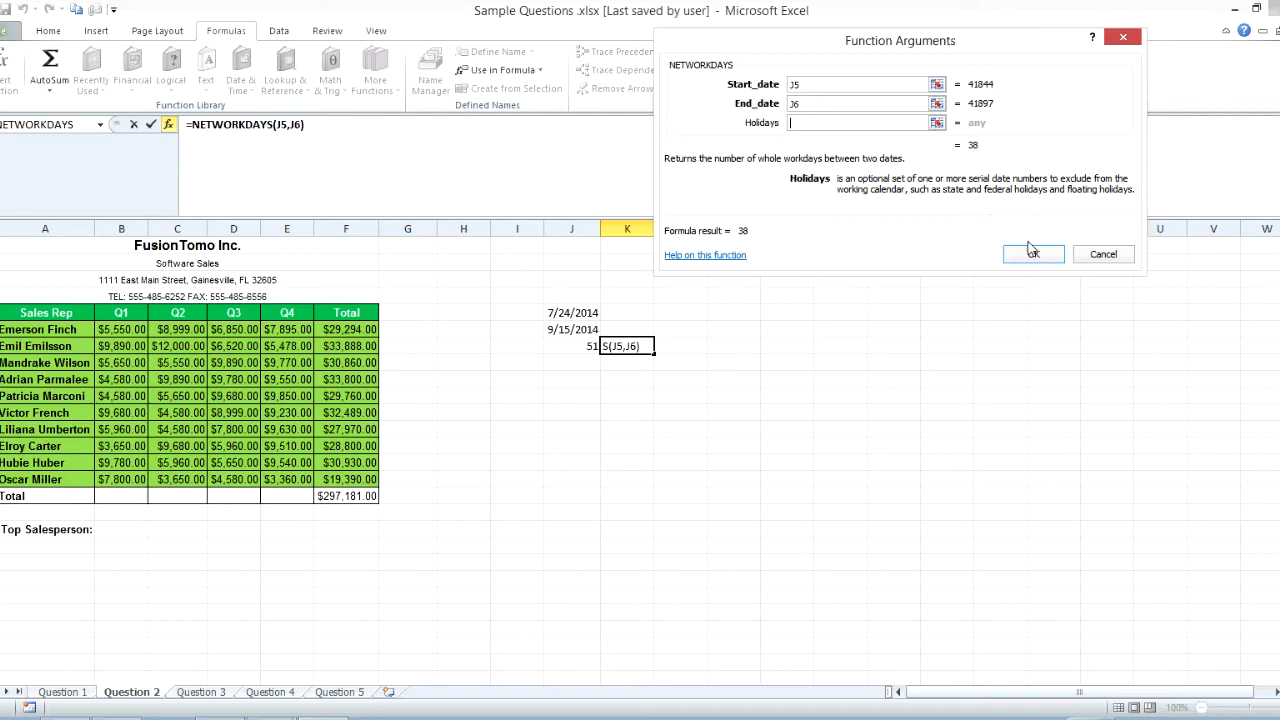 Sample Questions .xlsx [Last saved by user] - Microsoft Excel
Home Insert Page Layout Formulas Data Review View
AutoSum Recently Used Financial Logical Text Date & Time Lookup & Reference Math & Trig More Functions
Function Library
Name Manager
Define Name
Use in Formula
Create from Selection
Defined Names
Trace Preceden
Trace Depende
Remove Arrow
Function Arguments
NETWORKDAYS
Start_date J5 = 41844
End_date J6 = 41897
Holidays = any
= 38
Returns the number of whole workdays between two dates.
Holidays is an optional set of one or more serial date numbers to exclude from the
working calendar, such as state and federal holidays and floating holidays.
Formula result = 38
Help on this function
OK Cancel
NETWORKDAYS fx =NETWORKDAYS(J5,J6)
A B C D E F G H I J K U V W
FusionTomo Inc.
Software Sales
1111 East Main Street, Gainesville, FL 32605
TEL: 555-485-6252 FAX: 555-485-6556
Sales Rep Q1 Q2 Q3 Q4 Total 7/24/2014
Emerson Finch $5,550.00 $8,999.00 $6,850.00 $7,895.00 $29,294.00 9/15/2014
Emil Emilsson $9,890.00 $12,000.00 $6,520.00 $5,478.00 $33,888.00 51 S(J5,J6)
Mandrake Wilson $5,650.00 $5,550.00 $9,890.00 $9,770.00 $30,860.00
Adrian Parmalee $4,580.00 $9,890.00 $9,780.00 $9,550.00 $33,800.00
Patricia Marconi $4,580.00 $5,650.00 $9,680.00 $9,850.00 $29,760.00
Victor French $9,680.00 $4,580.00 $8,999.00 $9,230.00 $32,489.00
Liliana Umberton $5,960.00 $4,580.00 $7,800.00 $9,630.00 $27,970.00
Elroy Carter $3,650.00 $9,680.00 $5,960.00 $9,510.00 $28,800.00
Hubie Huber $9,780.00 $5,960.00 $5,650.00 $9,540.00 $30,930.00
Oscar Miller $7,800.00 $3,650.00 $4,580.00 $3,360.00 $19,390.00
Total $297,181.00
Top Salesperson:
Question 1 Question 2 Question 3 Question 4 Question 5
100%